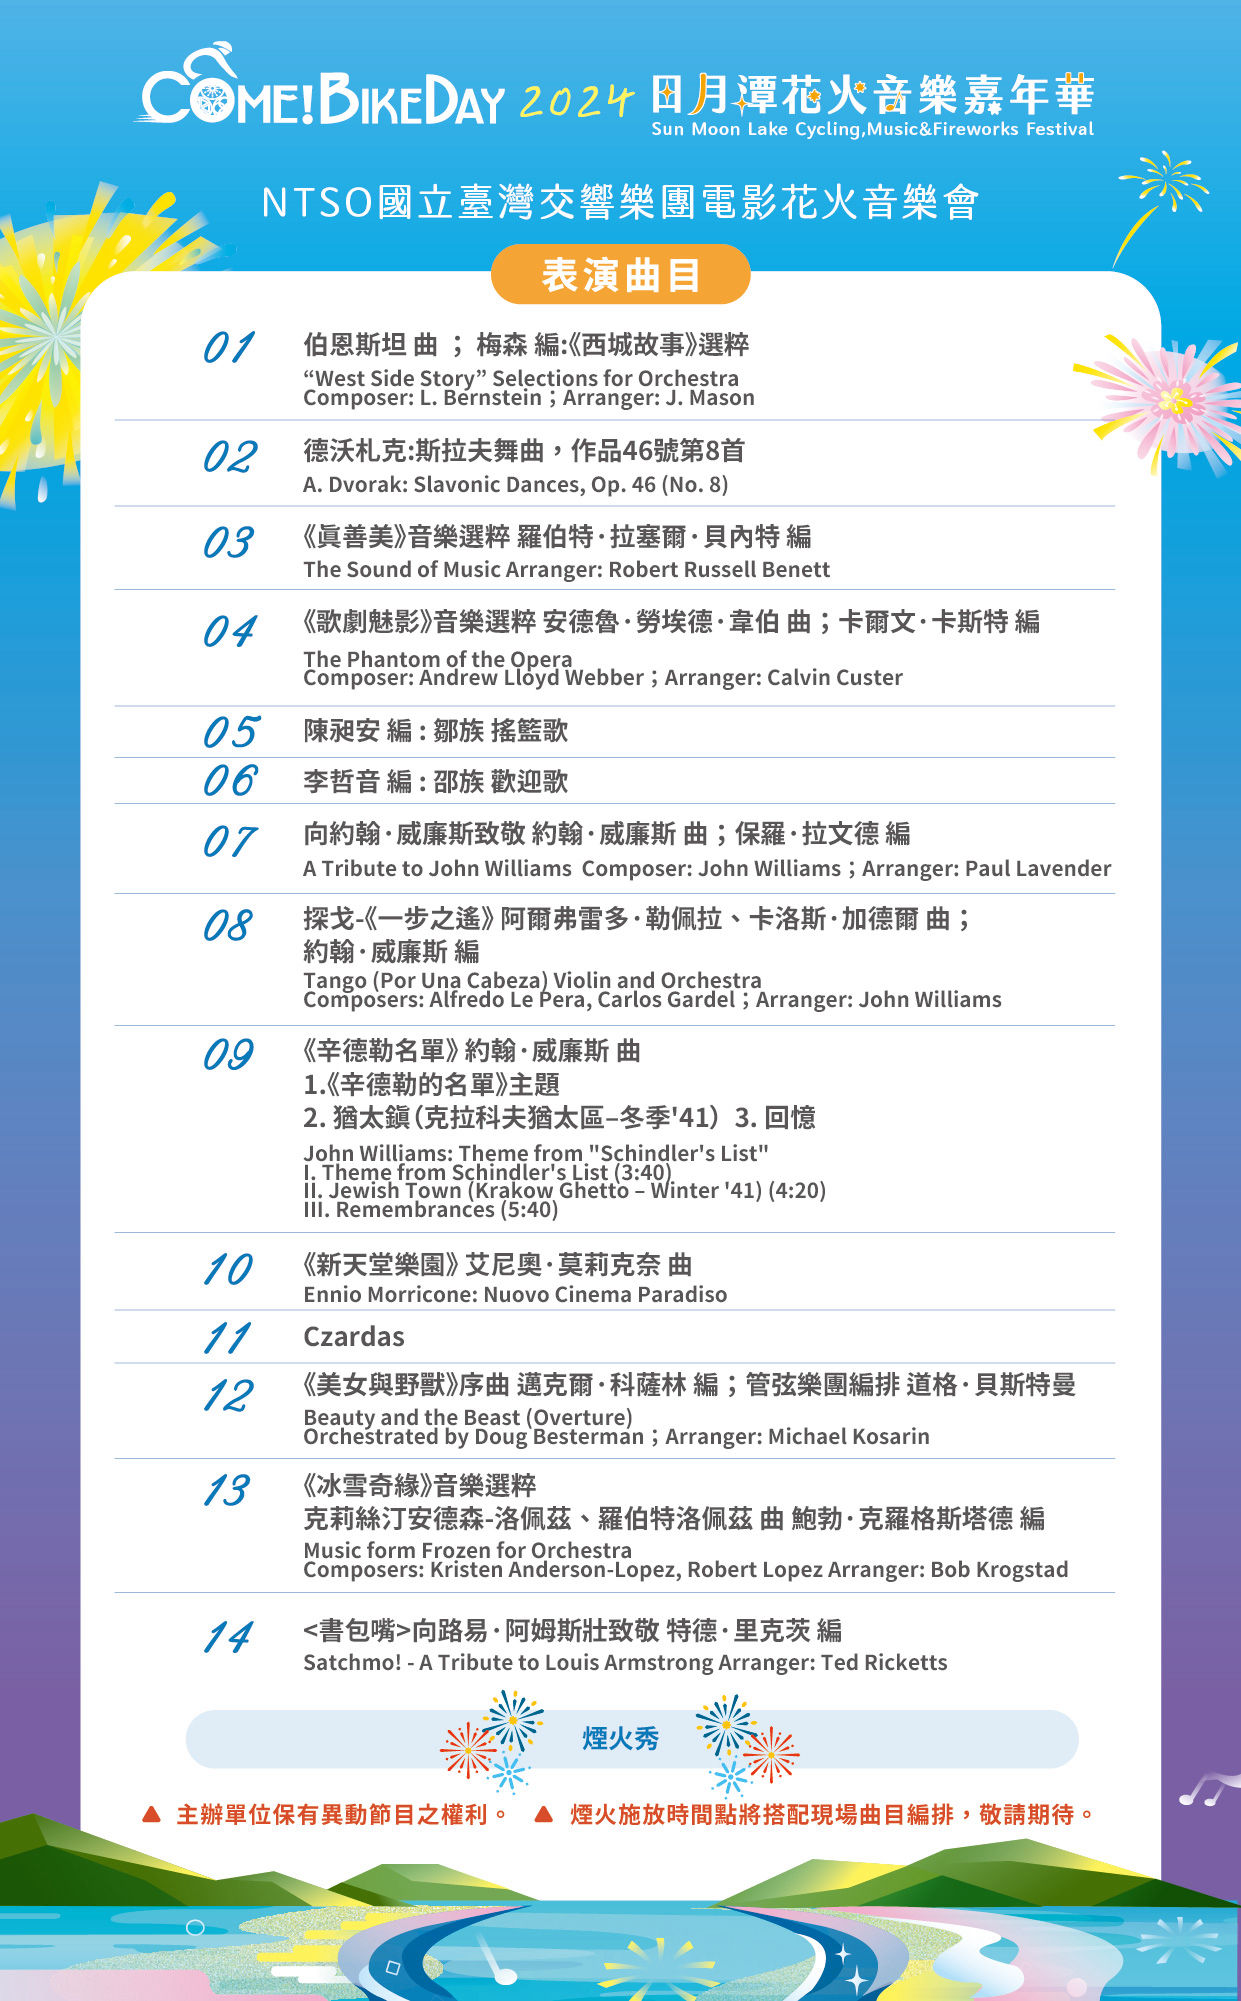 COME!BIKEDAY 2024 日月潭花火音樂嘉年華
Sun Moon Lake Cycling,Music&Fireworks Festival
NTSO國立臺灣交響樂團電影花火音樂會
表演曲目
01 伯恩斯坦 曲 ； 梅森 編:《西城故事》選粹
“West Side Story” Selections for Orchestra
Composer: L. Bernstein；Arranger: J. Mason
02 德沃札克:斯拉夫舞曲，作品46號第8首
A. Dvorak: Slavonic Dances, Op. 46 (No. 8)
03 《眞善美》音樂選粹 羅伯特·拉塞爾·貝內特 編
The Sound of Music Arranger: Robert Russell Benett
04 《歌劇魅影》音樂選粹 安德魯·勞埃德·韋伯 曲；卡爾文·卡斯特 編
The Phantom of the Opera
Composer: Andrew Lloyd Webber；Arranger: Calvin Custer
05 陳昶安 編 : 鄒族 搖籃歌
06 李哲音 編 : 邵族 歡迎歌
07 向約翰·威廉斯致敬 約翰·威廉斯 曲；保羅·拉文德 編
A Tribute to John Williams Composer: John Williams；Arranger: Paul Lavender
08 探戈-《一步之遙》 阿爾弗雷多·勒佩拉、卡洛斯·加德爾 曲；
約翰·威廉斯 編
Tango (Por Una Cabeza) Violin and Orchestra
Composers: Alfredo Le Pera, Carlos Gardel；Arranger: John Williams
09 《辛德勒名單》 約翰·威廉斯 曲
1.《辛德勒的名單》主題
2. 猶太鎭（克拉科夫猶太區–冬季'41） 3. 回憶
John Williams: Theme from "Schindler's List"
I. Theme from Schindler's List (3:40)
II. Jewish Town (Krakow Ghetto – Winter '41) (4:20)
III. Remembrances (5:40)
10 《新天堂樂園》 艾尼奧·莫莉克奈 曲
Ennio Morricone: Nuovo Cinema Paradiso
11 Czardas
12 《美女與野獸》序曲 邁克爾·科薩林 編；管弦樂團編排 道格·貝斯特曼
Beauty and the Beast (Overture)
Orchestrated by Doug Besterman；Arranger: Michael Kosarin
13 《冰雪奇緣》音樂選粹
克莉絲汀安德森-洛佩茲、羅伯特洛佩茲 曲 鮑勃·克羅格斯塔德 編
Music form Frozen for Orchestra
Composers: Kristen Anderson-Lopez, Robert Lopez Arranger: Bob Krogstad
14 <書包嘴>向路易·阿姆斯壯致敬 特德·里克茨 編
Satchmo! - A Tribute to Louis Armstrong Arranger: Ted Ricketts
煙火秀
▲ 主辦單位保有異動節目之權利。 ▲ 煙火施放時間點將搭配現場曲目編排，敬請期待。